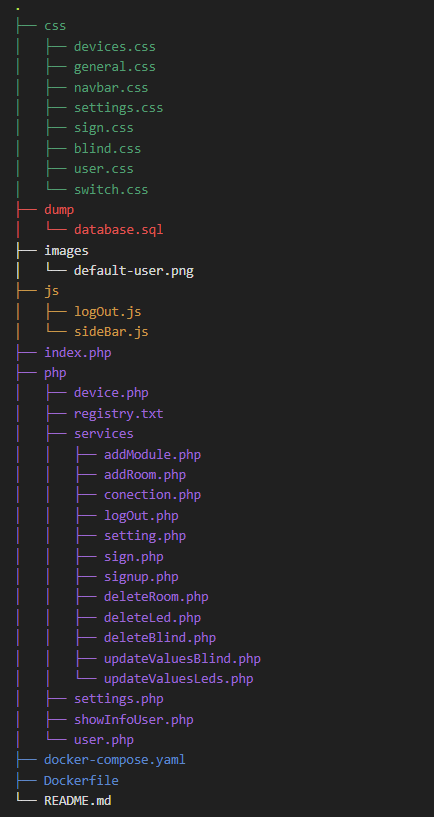 .
├── css
│   ├── devices.css
│   ├── general.css
│   ├── navbar.css
│   ├── settings.css
│   ├── sign.css
│   ├── blind.css
│   ├── user.css
│   └── switch.css
├── dump
│   └── database.sql
├── images
│   └── default-user.png
├── js
│   ├── logOut.js
│   └── sideBar.js
├── index.php
├── php
│   ├── device.php
│   ├── registry.txt
│   ├── services
│   │   ├── addModule.php
│   │   ├── addRoom.php
│   │   ├── conection.php
│   │   ├── logOut.php
│   │   ├── setting.php
│   │   ├── sign.php
│   │   ├── signup.php
│   │   ├── deleteRoom.php
│   │   ├── deleteLed.php
│   │   ├── deleteBlind.php
│   │   ├── updateValuesBlind.php
│   │   └── updateValuesLeds.php
│   ├── settings.php
│   ├── showInfoUser.php
│   └── user.php
├── docker-compose.yaml
├── Dockerfile
└── README.md